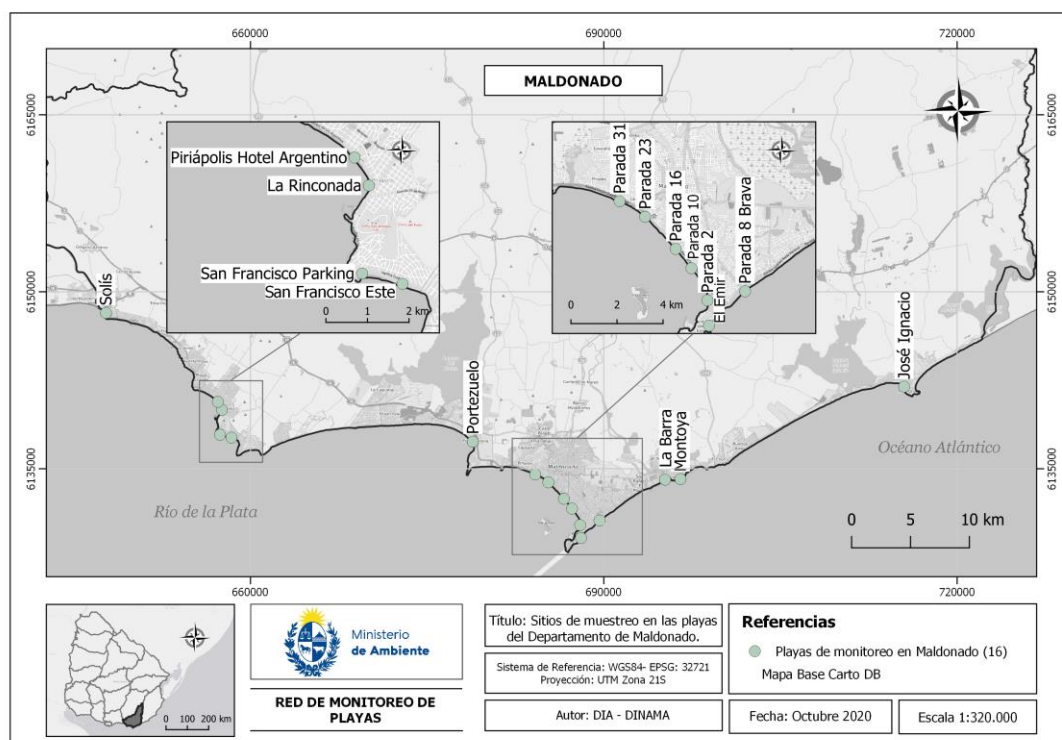 660000
690000
720000
MALDONADO
6165000
6165000
Piriápolis Hotel Argentino
La Rinconada
San Francisco Parking
San Francisco Este
0 1 2 km
Parada 31
Parada 23
Parada 16
Parada 10
Parada 2
El Emir
Parada 8 Brava
0 2 4 km
6150000
6150000
Solís
Portezuelo
La Barra
Montoya
José Ignacio
Océano Atlántico
6135000
6135000
Río de la Plata
0 5 10 km
660000
690000
720000
0 100 200 km
Ministerio
de Ambiente
RED DE MONITOREO DE
PLAYAS
Título: Sitios de muestreo en las playas
del Departamento de Maldonado.
Sistema de Referencia: WGS84- EPSG: 32721
Proyección: UTM Zona 21S
Autor: DIA - DINAMA
Referencias
Playas de monitoreo en Maldonado (16)
Mapa Base Carto DB
Fecha: Octubre 2020
Escala 1:320.000